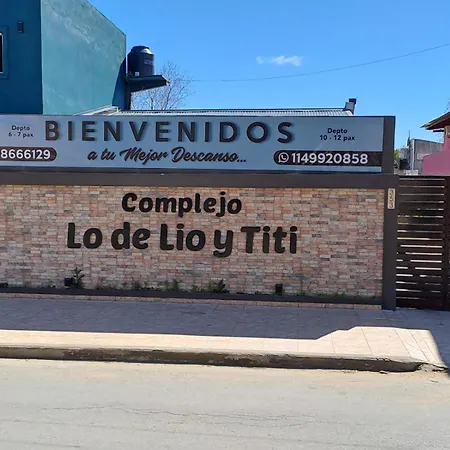 Depto
6 - 7 pax
BIENVENIDOS
a tu Mejor Descanso...
8666129
Depto
10 - 12 pax
1149920858
Complejo
Lo de Lio y Titi